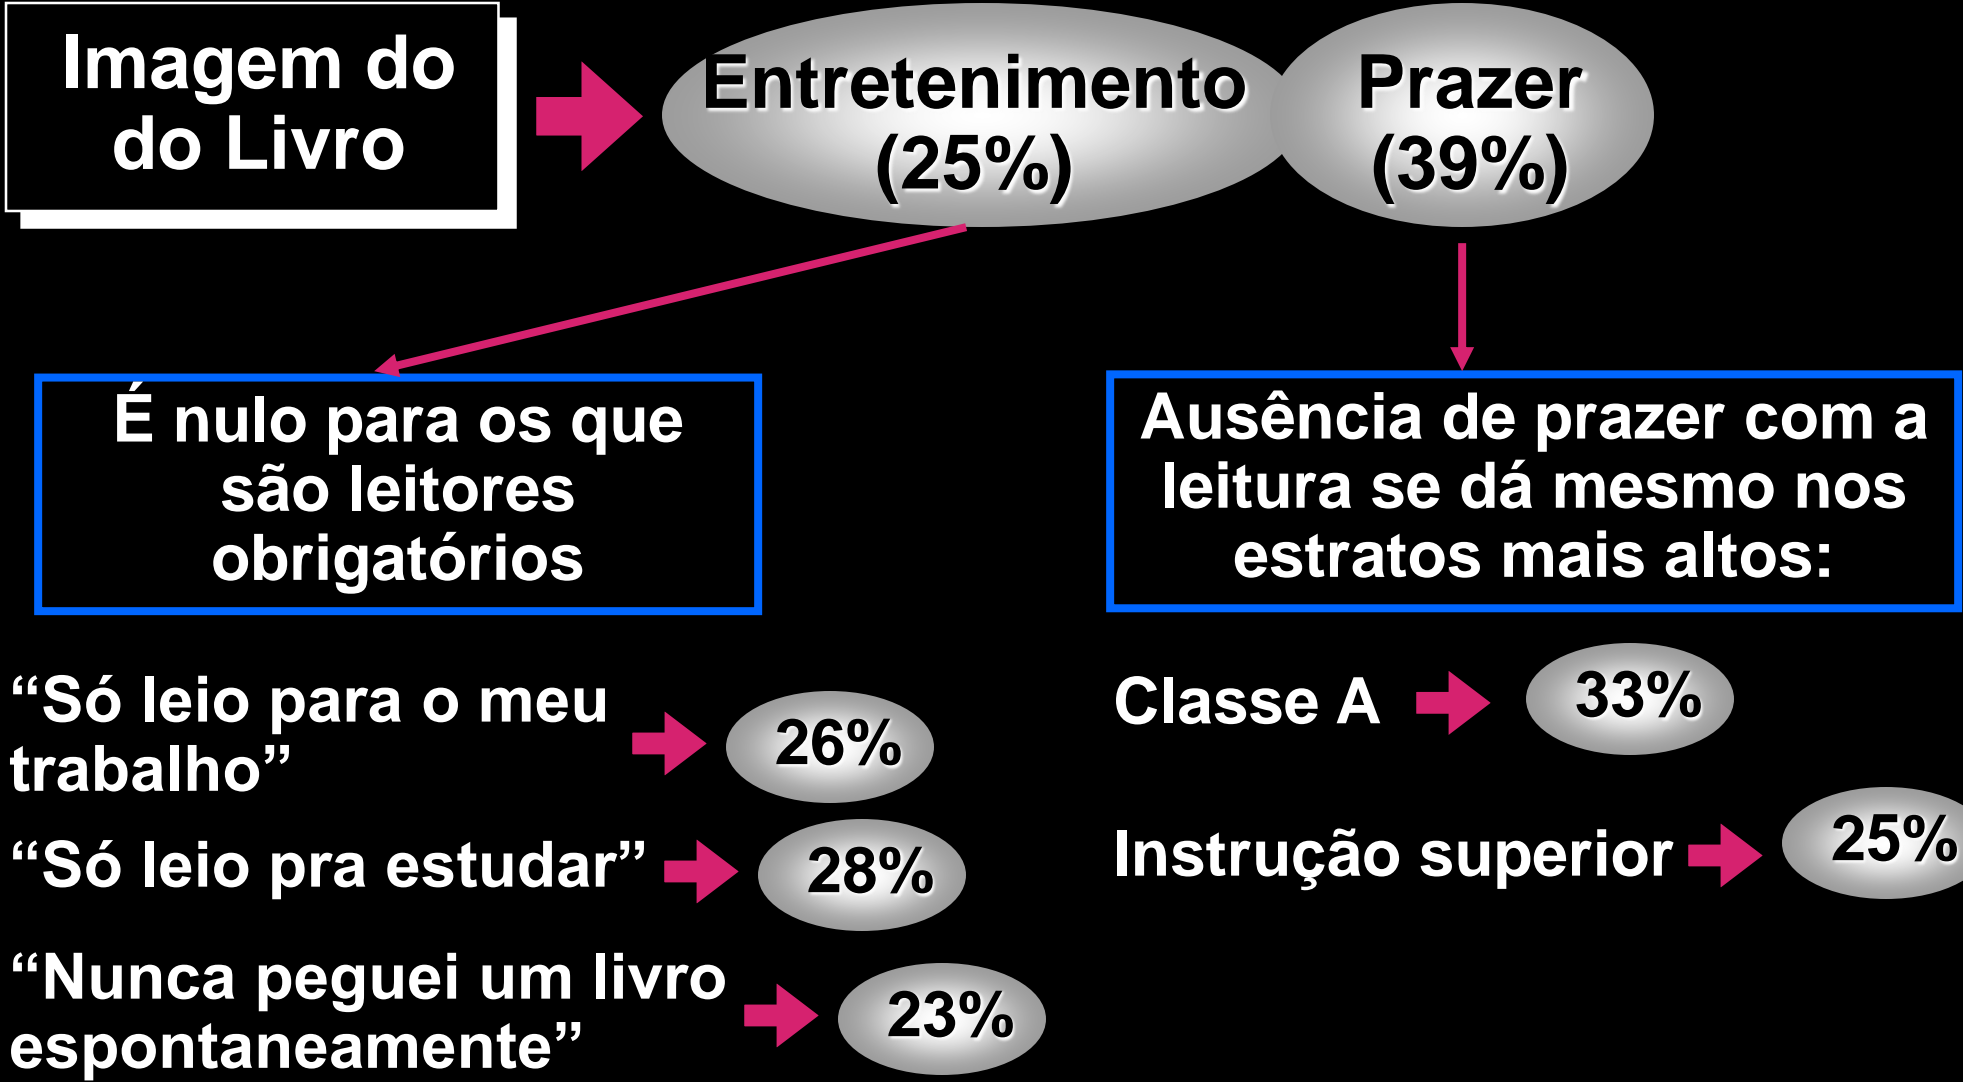 Imagem do
do Livro
Entretenimento
(25%)
Prazer
(39%)
É nulo para os que
são leitores
obrigatórios
“Só leio para o meu
trabalho”
26%
“Só leio pra estudar”
28%
“Nunca peguei um livro
espontaneamente”
23%
Ausência de prazer com a
leitura se dá mesmo nos
estratos mais altos:
Classe A
33%
Instrução superior
25%